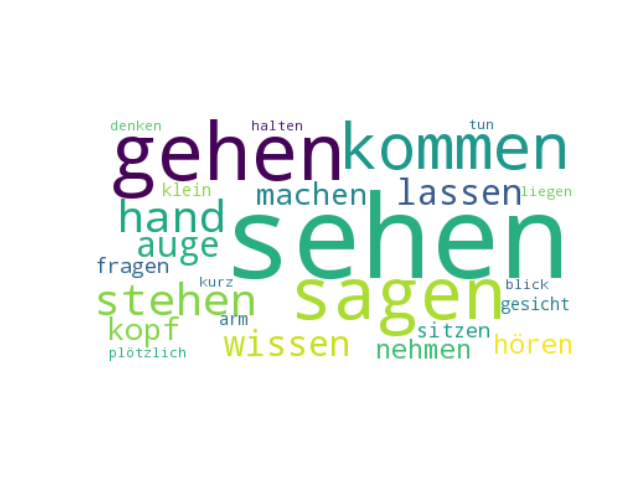 denken halten tun
gehen kommen
klein machen lassen liegen
hand sehen
auge
fragen
kurz sagen blick
stehen gesicht
arm
kopf wissen sitzen
plötzlich nehmen hören